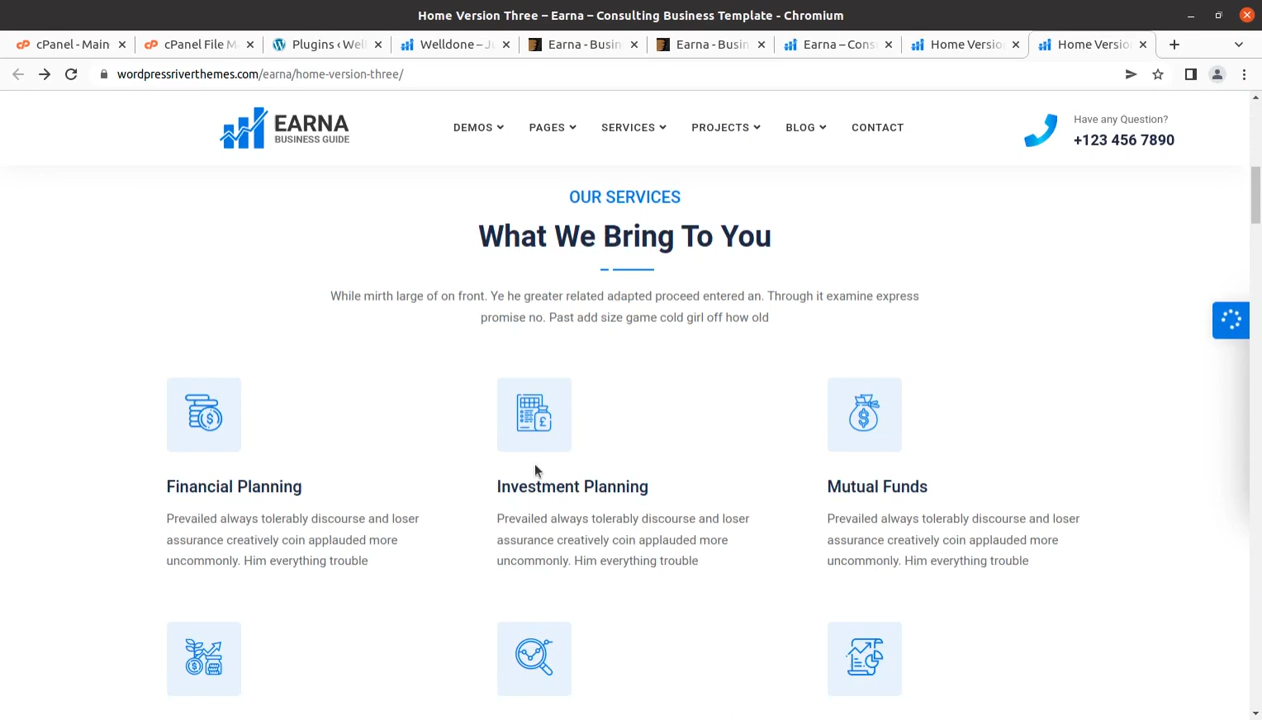 Home Version Three – Earna – Consulting Business Template - Chromium
cPanel - Main
cPanel File M
Plugins ‹ Wel
Welldone – Ju
Earna - Busin
Earna - Busin
Earna – Cons
Home Versio
Home Versio
wordpressriverthemes.com/earna/home-version-three/
EARNA
BUSINESS GUIDE
DEMOS
PAGES
SERVICES
PROJECTS
BLOG
CONTACT
Have any Question?
+123 456 7890
OUR SERVICES
What We Bring To You
While mirth large of on front. Ye he greater related adapted proceed entered an. Through it examine express
promise no. Past add size game cold girl off how old
Financial Planning
Investment Planning
Mutual Funds
Prevailed always tolerably discourse and loser
assurance creatively coin applauded more
uncommonly. Him everything trouble
Prevailed always tolerably discourse and loser
assurance creatively coin applauded more
uncommonly. Him everything trouble
Prevailed always tolerably discourse and loser
assurance creatively coin applauded more
uncommonly. Him everything trouble